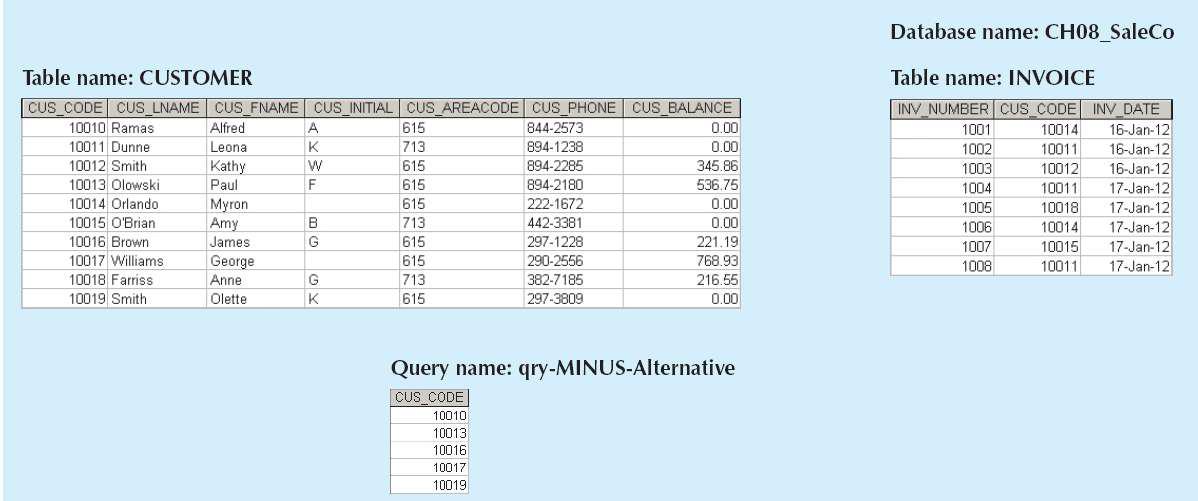 Database name: CH08_SaleCo
Table name: CUSTOMER
CUS_CODE CUS_LNAME CUS_FNAME CUS_INITIAL CUS_AREACODE CUS_PHONE CUS_BALANCE
10010 Ramas Alfred A 615 844-2573 0.00
10011 Dunne Leona K 713 894-1238 0.00
10012 Smith Kathy W 615 894-2285 345.86
10013 Olowski Paul F 615 894-2180 536.75
10014 Orlando Myron 615 222-1672 0.00
10015 O'Brian Amy B 713 442-3381 0.00
10016 Brown James G 615 297-1228 221.19
10017 Williams George 615 290-2556 768.93
10018 Farriss Anne G 713 382-7185 216.55
10019 Smith Olette K 615 297-3809 0.00
Table name: INVOICE
INV_NUMBER CUS_CODE INV_DATE
1001 10014 16-Jan-12
1002 10011 16-Jan-12
1003 10012 16-Jan-12
1004 10011 17-Jan-12
1005 10018 17-Jan-12
1006 10014 17-Jan-12
1007 10015 17-Jan-12
1008 10011 17-Jan-12
Query name: qry-MINUS-Alternative
CUS_CODE
10010
10013
10016
10017
10019